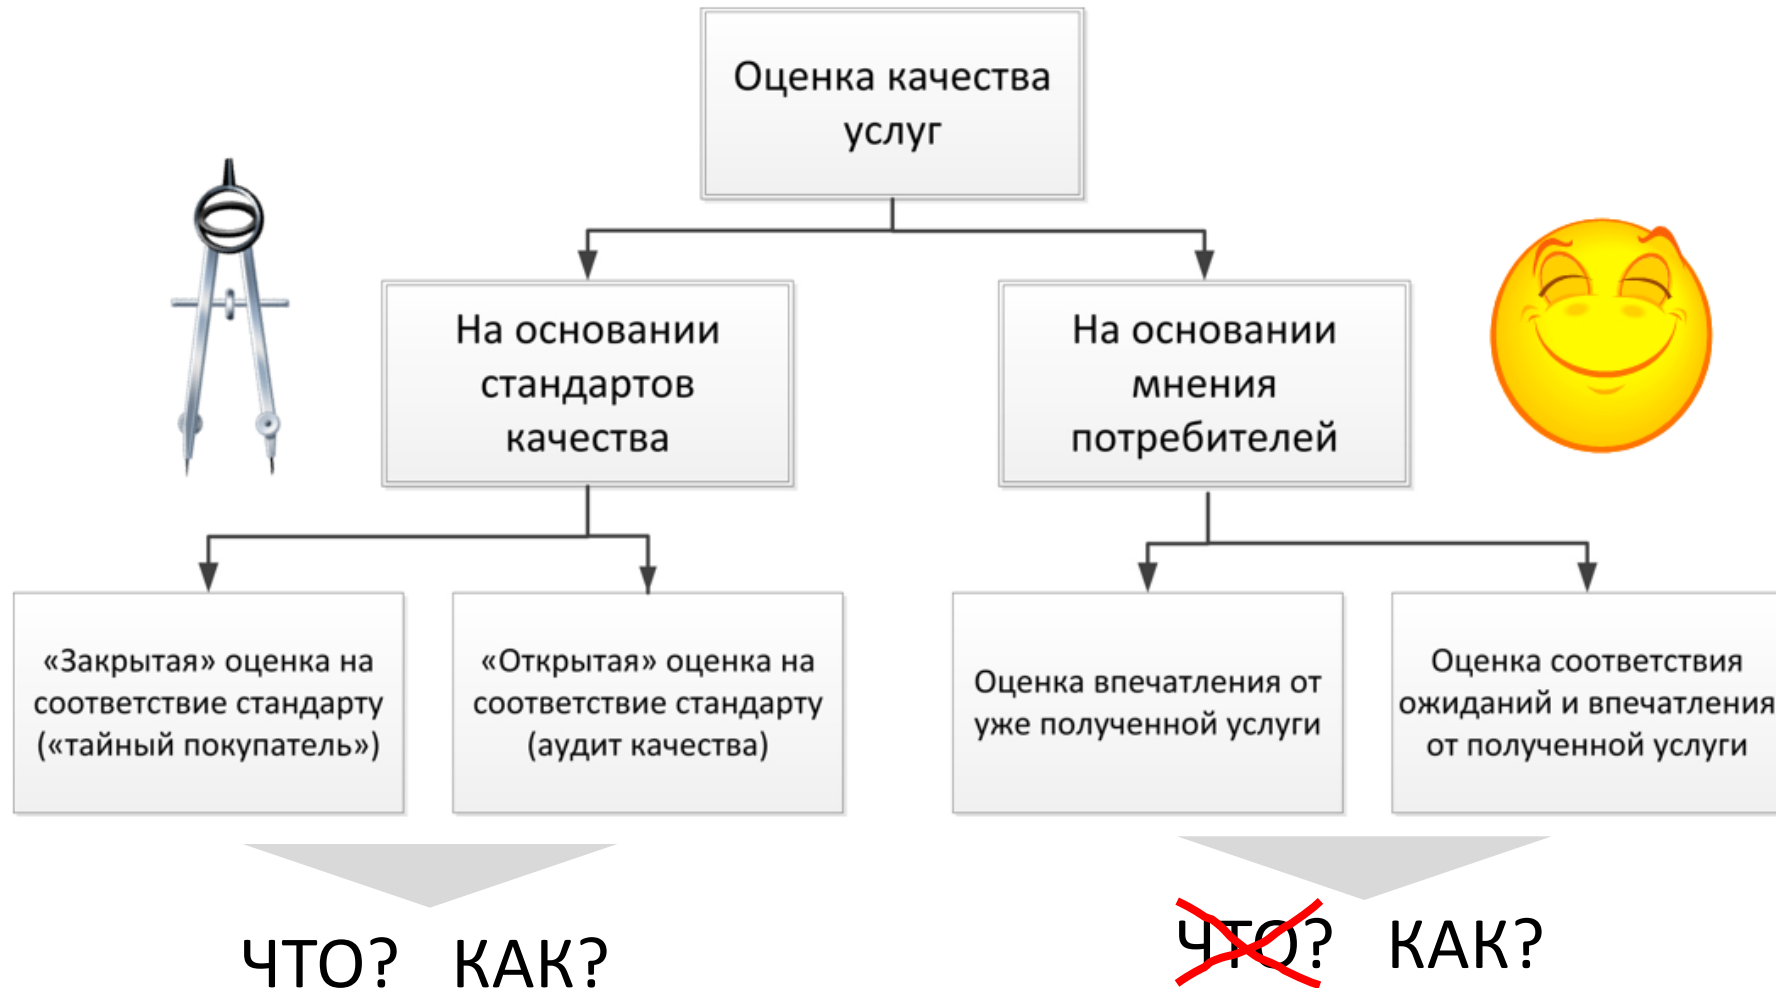 Оценка качества
услуг
На основании
стандартов
качества
На основании
мнения
потребителей
«Закрытая» оценка на
соответствие стандарту
(«тайный покупатель»)
«Открытая» оценка на
соответствие стандарту
(аудит качества)
Оценка впечатления от
уже полученной услуги
Оценка соответствия
ожиданий и впечатления
от полученной услуги
ЧТО? КАК?
ЧТО? КАК?